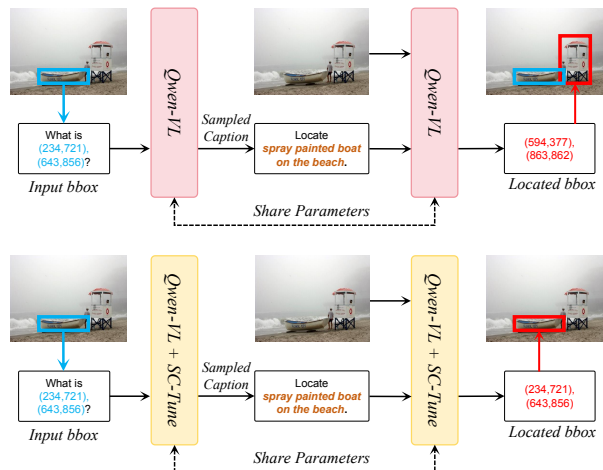 What is
(234,721),
(643,856)?
Input bbox
Qwen-VL
Sampled
Caption
Locate
spray painted boat
on the beach.
Qwen-VL
(594,377),
(863,862)
Located bbox
Share Parameters
What is
(234,721),
(643,856)?
Input bbox
Qwen-VL + SC-Tune
Sampled
Caption
Locate
spray painted boat
on the beach.
Qwen-VL + SC-Tune
(234,721),
(643,856)
Located bbox
Share Parameters